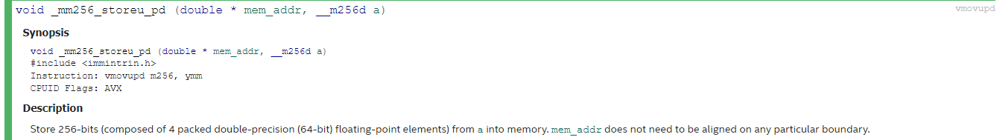 void _mm256_storeu_pd (double * mem_addr, __m256d a) vmovupd
Synopsis
void _mm256_storeu_pd (double * mem_addr, __m256d a)
#include <immintrin.h>
Instruction: vmovupd m256, ymm
CPUID Flags: AVX
Description
Store 256-bits (composed of 4 packed double-precision (64-bit) floating-point elements) from a into memory. mem_addr does not need to be aligned on any particular boundary.